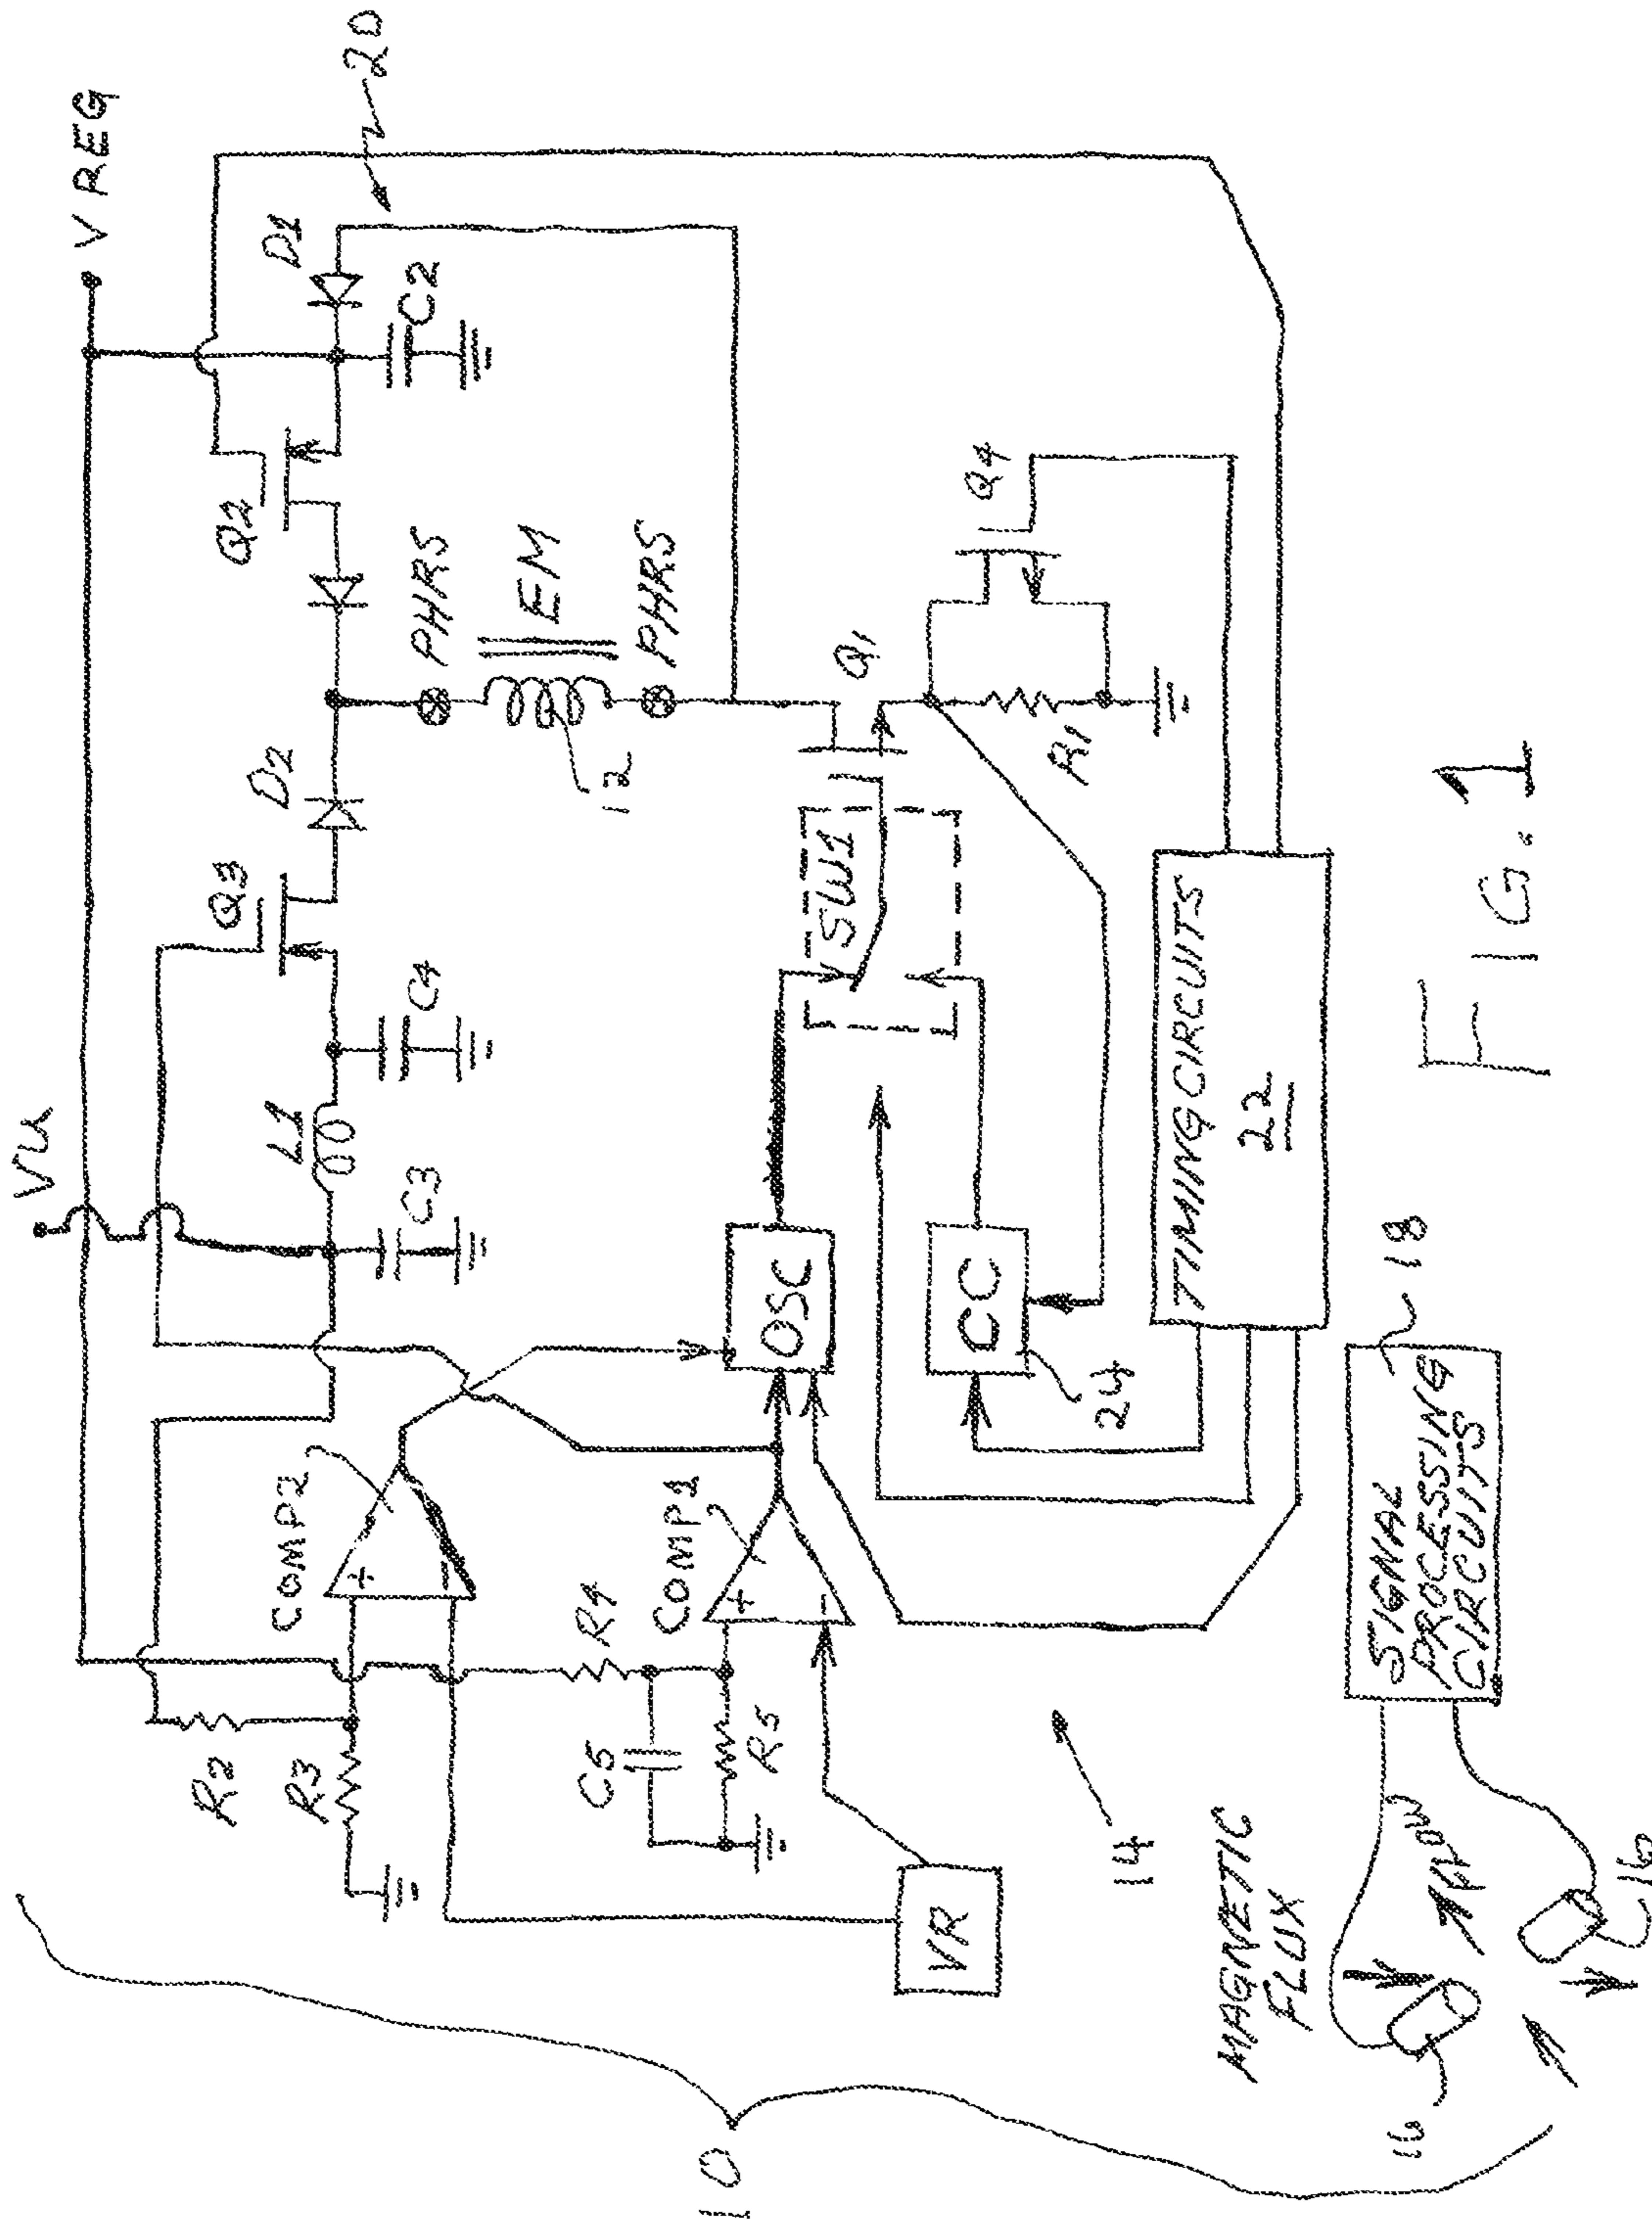 VU
V REG
20
R2
R3
COMP2
C3
L1
C4
Q3
D2
Q2
D1
C2
PHRS
EM
PHRS
12
C5
R4
R5
COMP1
+
−
+
−
OSC
SW1
Q1
Q4
R1
VR
14
CC
24
TIMING CIRCUITS
22
10
MAGNETIC
FLUX
FLOW
16
16
SIGNAL
PROCESSING
CIRCUITS
18
FIG. 1